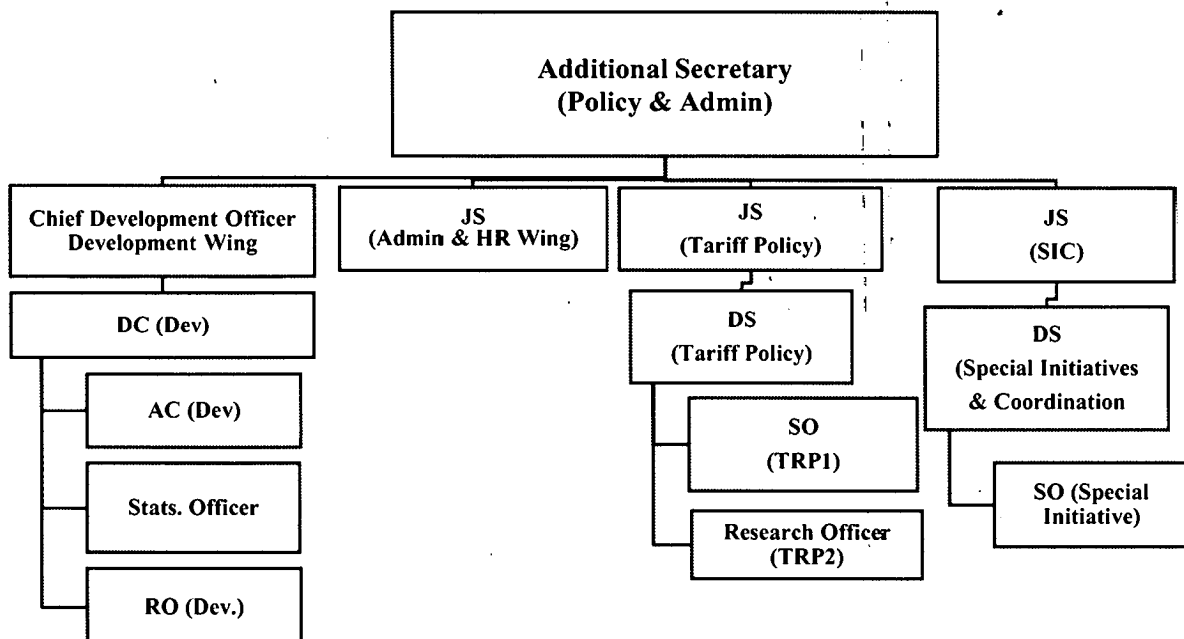 Additional Secretary
(Policy & Admin)
Chief Development Officer
Development Wing
JS
(Admin & HR Wing)
JS
(Tariff Policy)
JS
(SIC)
DC (Dev)
DS
(Tariff Policy)
DS
(Special Initiatives
& Coordination
AC (Dev)
SO
(TRP1)
SO (Special
Initiative)
Stats. Officer
Research Officer
(TRP2)
RO (Dev.)